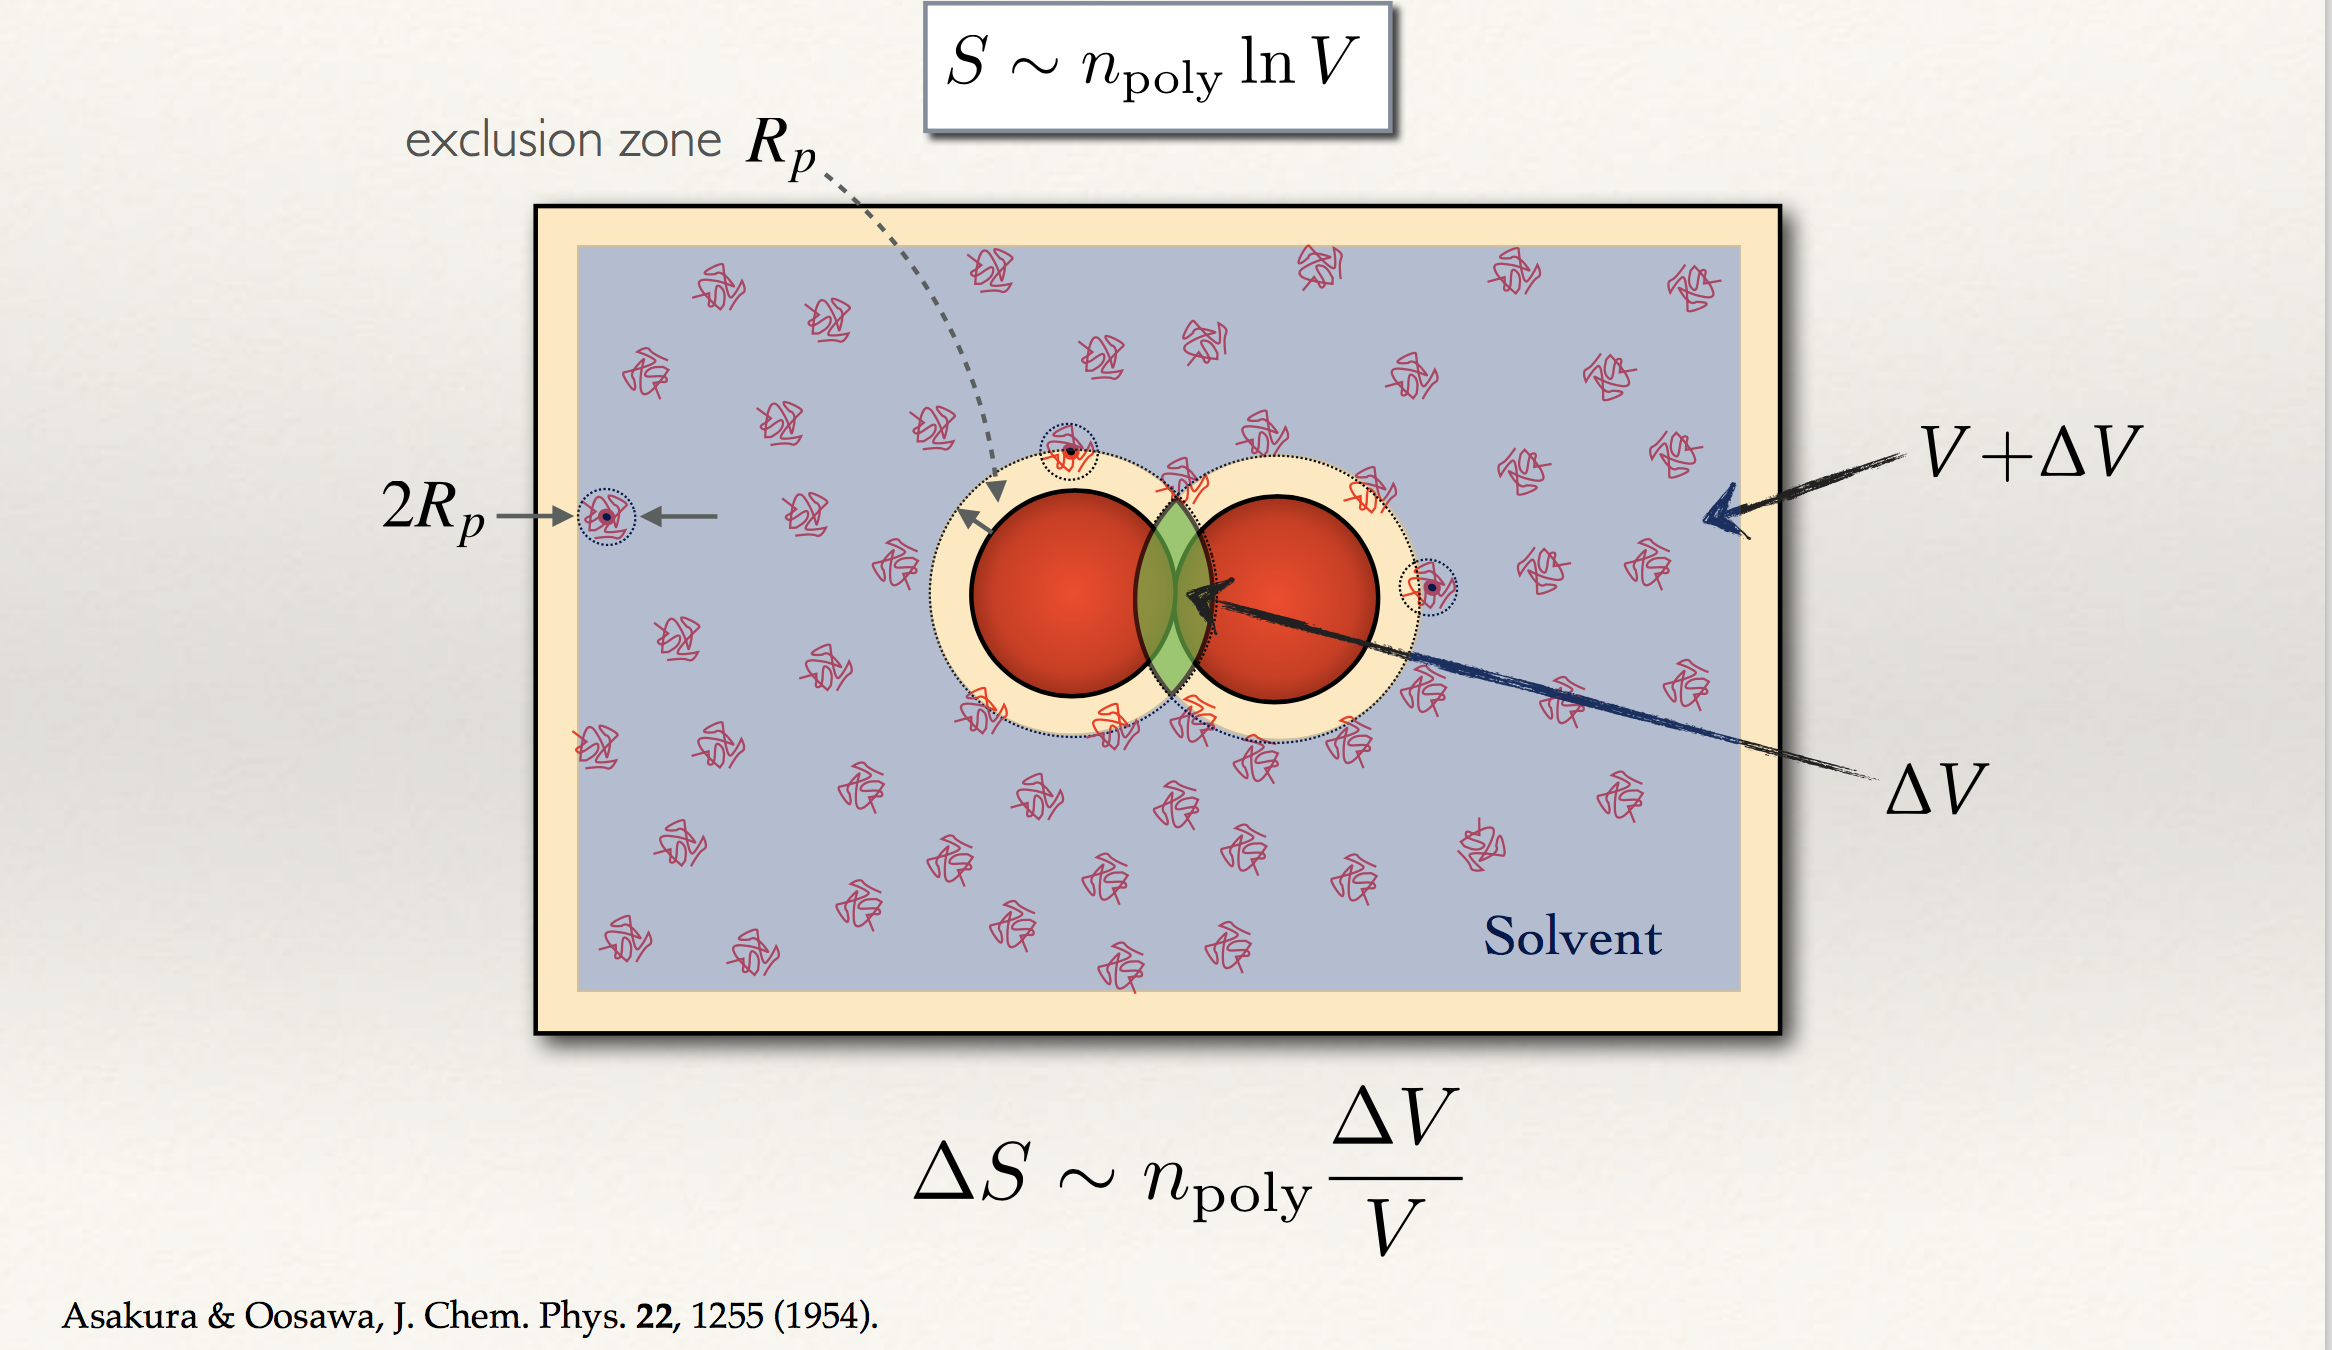 S ∼ n_poly ln V
exclusion zone R_p
V + ΔV
2R_p
ΔV
Solvent
ΔS ∼ n_poly ΔV/V
Asakura & Oosawa, J. Chem. Phys. 22, 1255 (1954).